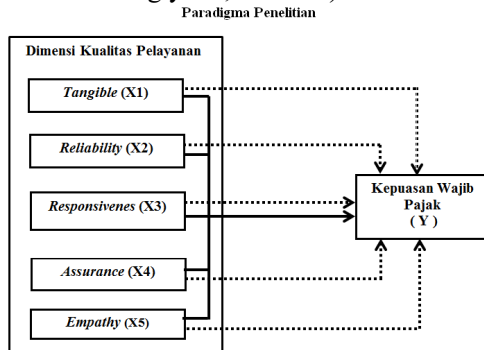 Paradigma Penelitian
Dimensi Kualitas Pelayanan
Tangible (X1)
Reliability (X2)
Responsivenes (X3)
Assurance (X4)
Empathy (X5)
Kepuasan Wajib
Pajak
( Y )